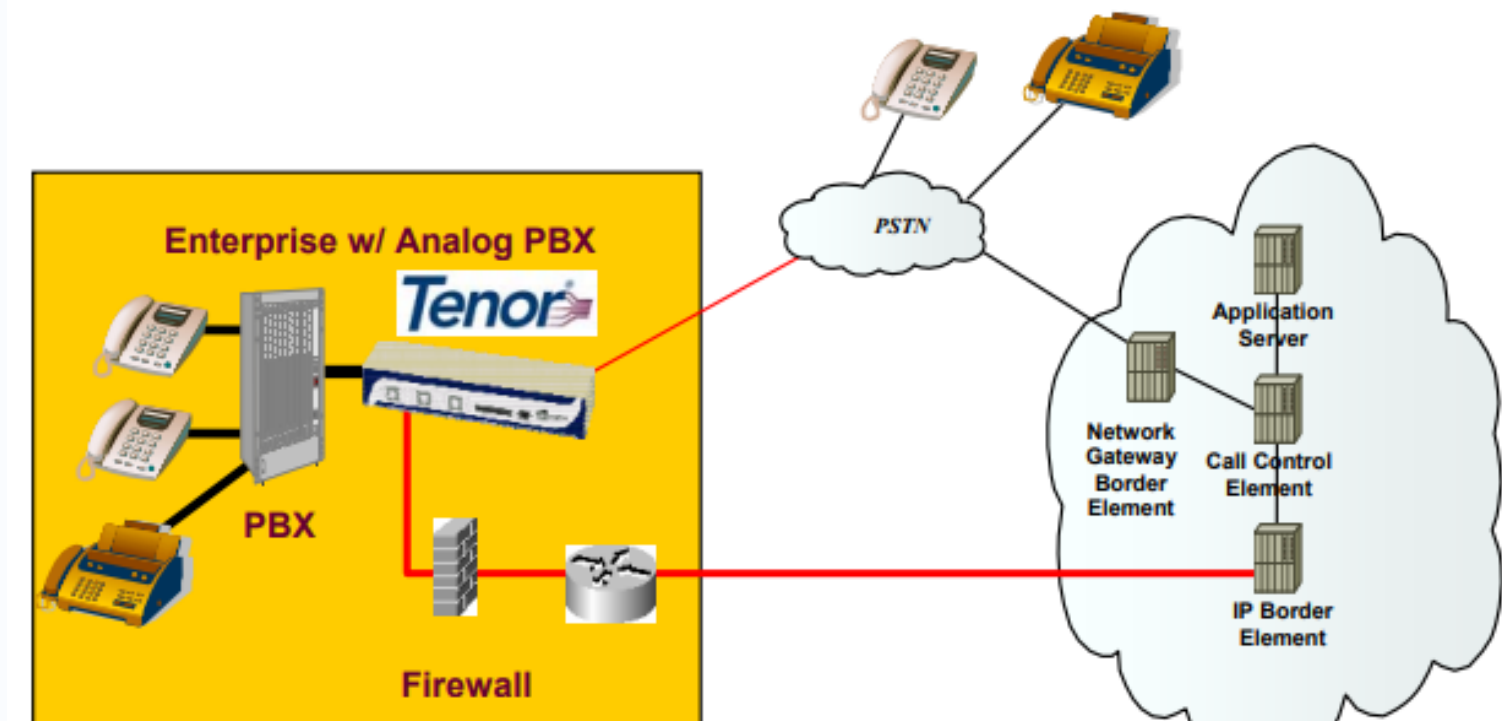 Enterprise w/ Analog PBX
Tenor
PBX
Firewall
PSTN
Application
Server
Network
Gateway
Border
Element
Call Control
Element
IP Border
Element